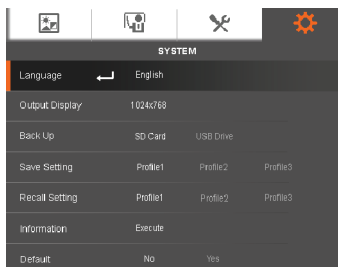 SYSTEM
Language English
Output Display 1024x768
Back Up SD Card USB Drive
Save Setting Profile1 Profile2 Profile3
Recall Setting Profile1 Profile2 Profile3
Information Execute
Default No Yes